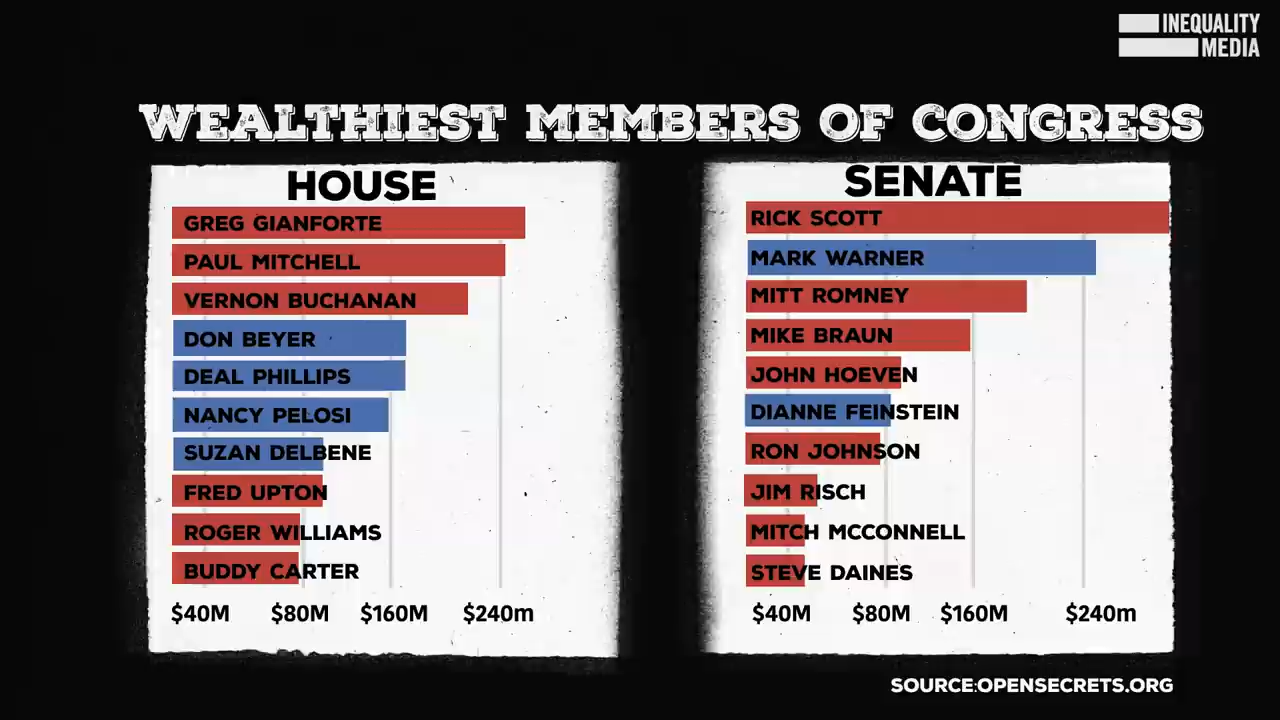 INEQUALITY
MEDIA
WEALTHIEST MEMBERS OF CONGRESS
HOUSE
GREG GIANFORTE
PAUL MITCHELL
VERNON BUCHANAN
DON BEYER
DEAL PHILLIPS
NANCY PELOSI
SUZAN DELBENE
FRED UPTON
ROGER WILLIAMS
BUDDY CARTER
$40M $80M $160M $240m
SENATE
RICK SCOTT
MARK WARNER
MITT ROMNEY
MIKE BRAUN
JOHN HOEVEN
DIANNE FEINSTEIN
RON JOHNSON
JIM RISCH
MITCH MCCONNELL
STEVE DAINES
$40M $80M $160M $240m
SOURCE:OPENSECRETS.ORG